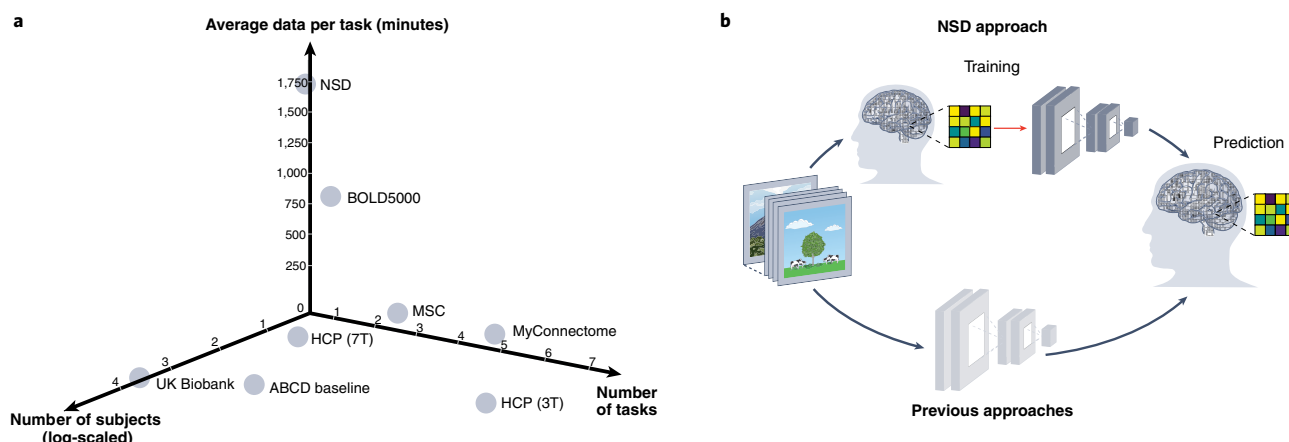 a
Average data per task (minutes)
1,750
NSD
1,500
1,250
1,000
750
BOLD5000
500
250
0
1
2
3
4
5
6
7
MSC
MyConnectome
HCP (7T)
1
2
3
4
UK Biobank
ABCD baseline
HCP (3T)
Number
of tasks
Number of subjects
(log-scaled)
b
NSD approach
Training
Prediction
Previous approaches